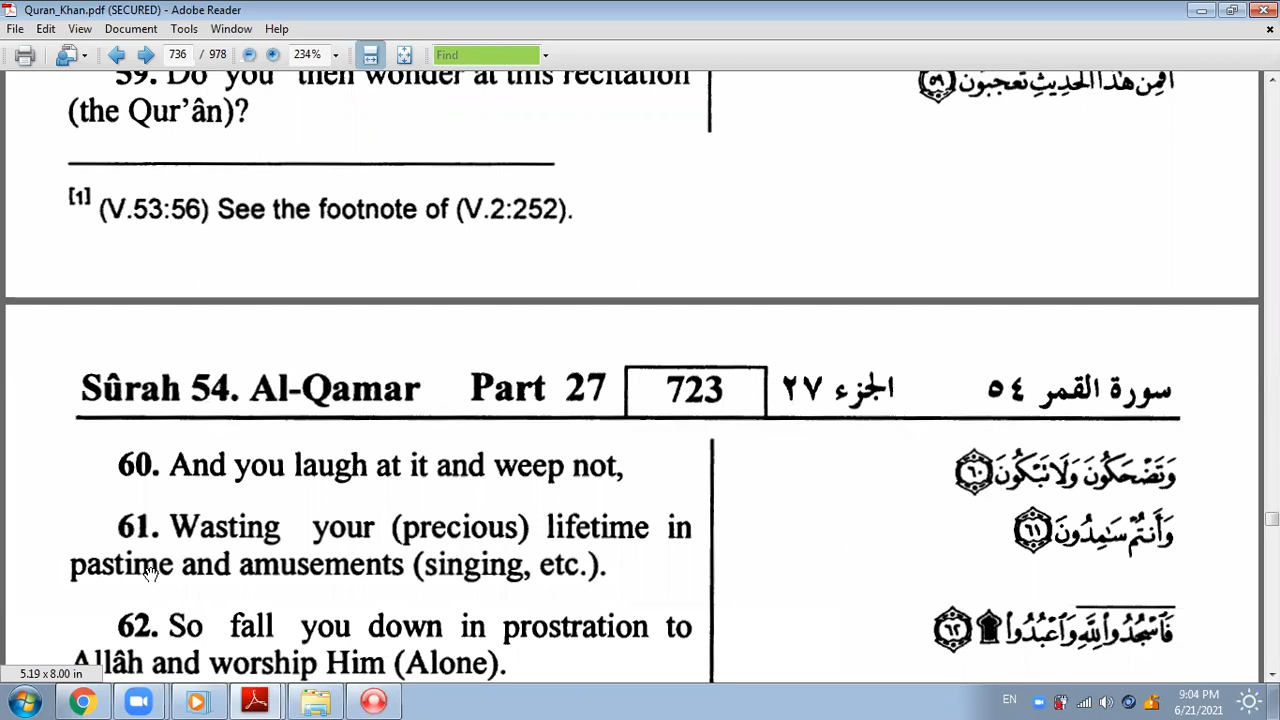 Quran_Khan.pdf (SECURED) - Adobe Reader
File Edit View Document Tools Window Help
736 / 978 234% Find
59. Do you then wonder at this recitation
(the Qur’ân)?
أَفَمِنْ هَٰذَا الْحَدِيثِ تَعْجَبُونَ ٥٩
[1] (V.53:56) See the footnote of (V.2:252).
Sûrah 54. Al-Qamar Part 27 723 الجزء ٢٧ سورة القمر ٥٤
60. And you laugh at it and weep not,
وَتَضْحَكُونَ وَلَا تَبْكُونَ ٦٠
61. Wasting your (precious) lifetime in
pastime and amusements (singing, etc.).
وَأَنتُمْ سَامِدُونَ ٦١
62. So fall you down in prostration to
Allâh and worship Him (Alone).
فَاسْجُدُوا لِلَّهِ وَاعْبُدُوا ۩ ٦٢
5.19 x 8.00 in
EN 9:04 PM
6/21/2021